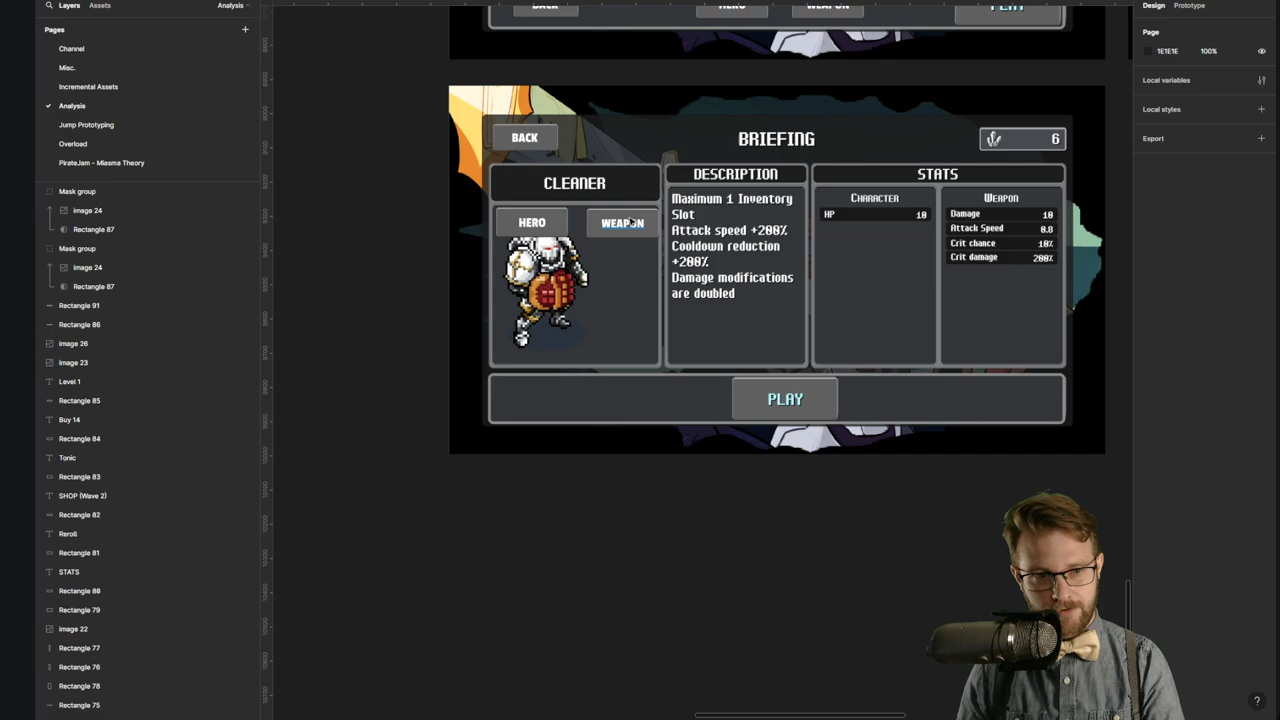 Layers
Assets
Analysis
Pages
Channel
Misc.
Incremental Assets
Analysis
Jump Prototyping
Overload
PirateJam - Miasma Theory
Mask group
image 24
Rectangle 87
Mask group
image 24
Rectangle 87
Rectangle 91
Rectangle 86
image 26
image 23
Level 1
Rectangle 85
Buy 14
Rectangle 84
Tonic
Rectangle 83
SHOP (Wave 2)
Rectangle 82
Reroll
Rectangle 81
STATS
Rectangle 80
Rectangle 79
image 22
Rectangle 77
Rectangle 76
Rectangle 78
Rectangle 75
BACK
HERO
WEAPON
PLAY
BACK
BRIEFING
6
CLEANER
HERO
WEAPON
DESCRIPTION
Maximum 1 Inventory
Slot
Attack speed +200%
Cooldown reduction
+200%
Damage modifications
are doubled
STATS
CHARACTER
HP 10
WEAPON
Damage 10
Attack Speed 0.8
Crit chance 10%
Crit damage 200%
PLAY
Design
Prototype
Page
1E1E1E 100%
Local variables
Local styles
Export
?